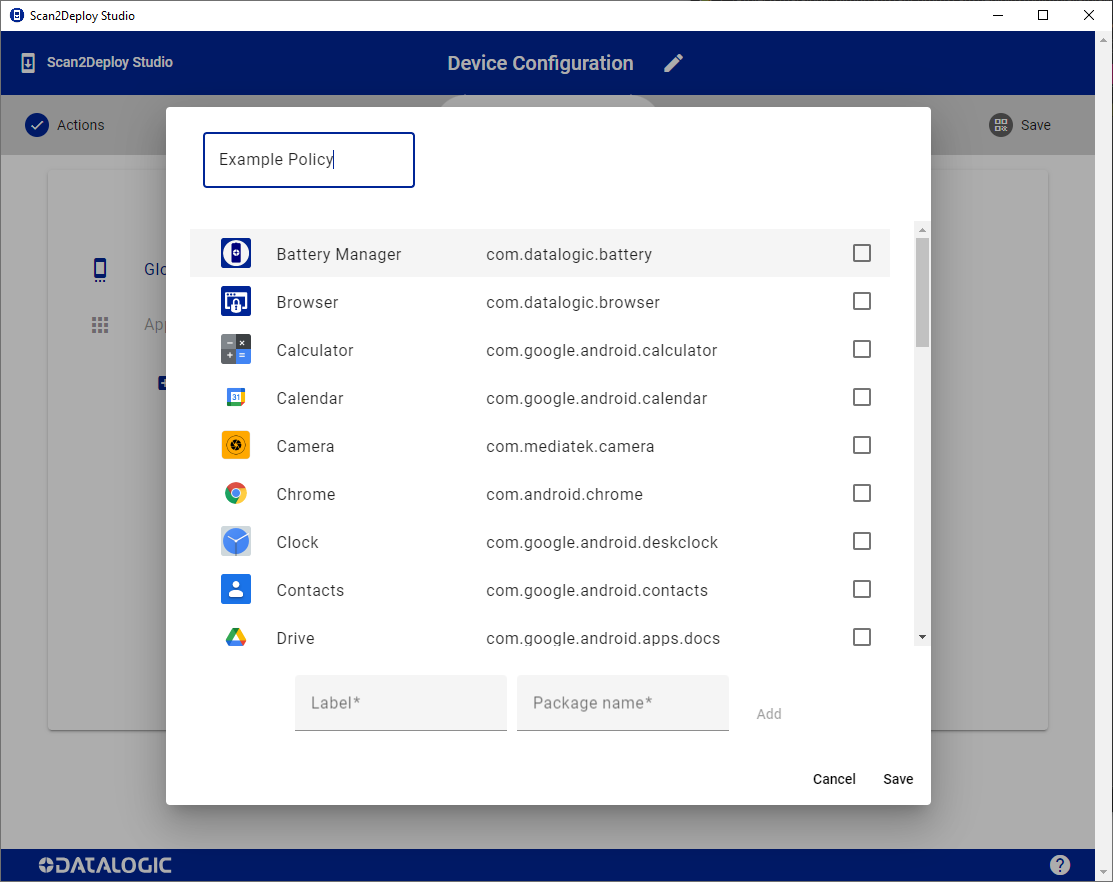 Scan2Deploy Studio
Scan2Deploy Studio
Device Configuration
Actions
Save
Example Policy
Glo
App
Battery Manager com.datalogic.battery
Browser com.datalogic.browser
Calculator com.google.android.calculator
31
Calendar com.google.android.calendar
Camera com.mediatek.camera
Chrome com.android.chrome
Clock com.google.android.deskclock
Contacts com.google.android.contacts
Drive com.google.android.apps.docs
Label* Package name* Add
Cancel Save
DATALOGIC
?